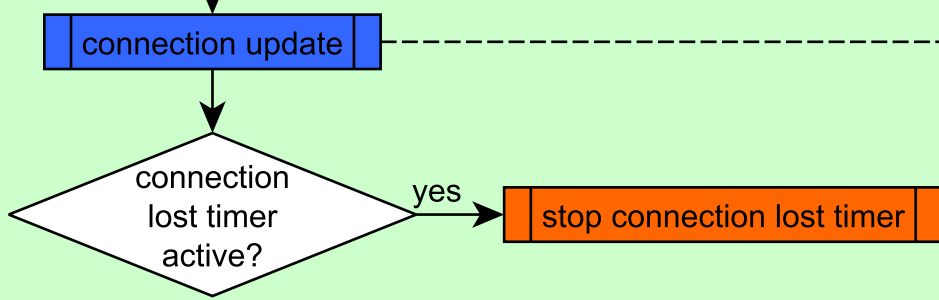 connection update
connection
lost timer
active?
yes
stop connection lost timer